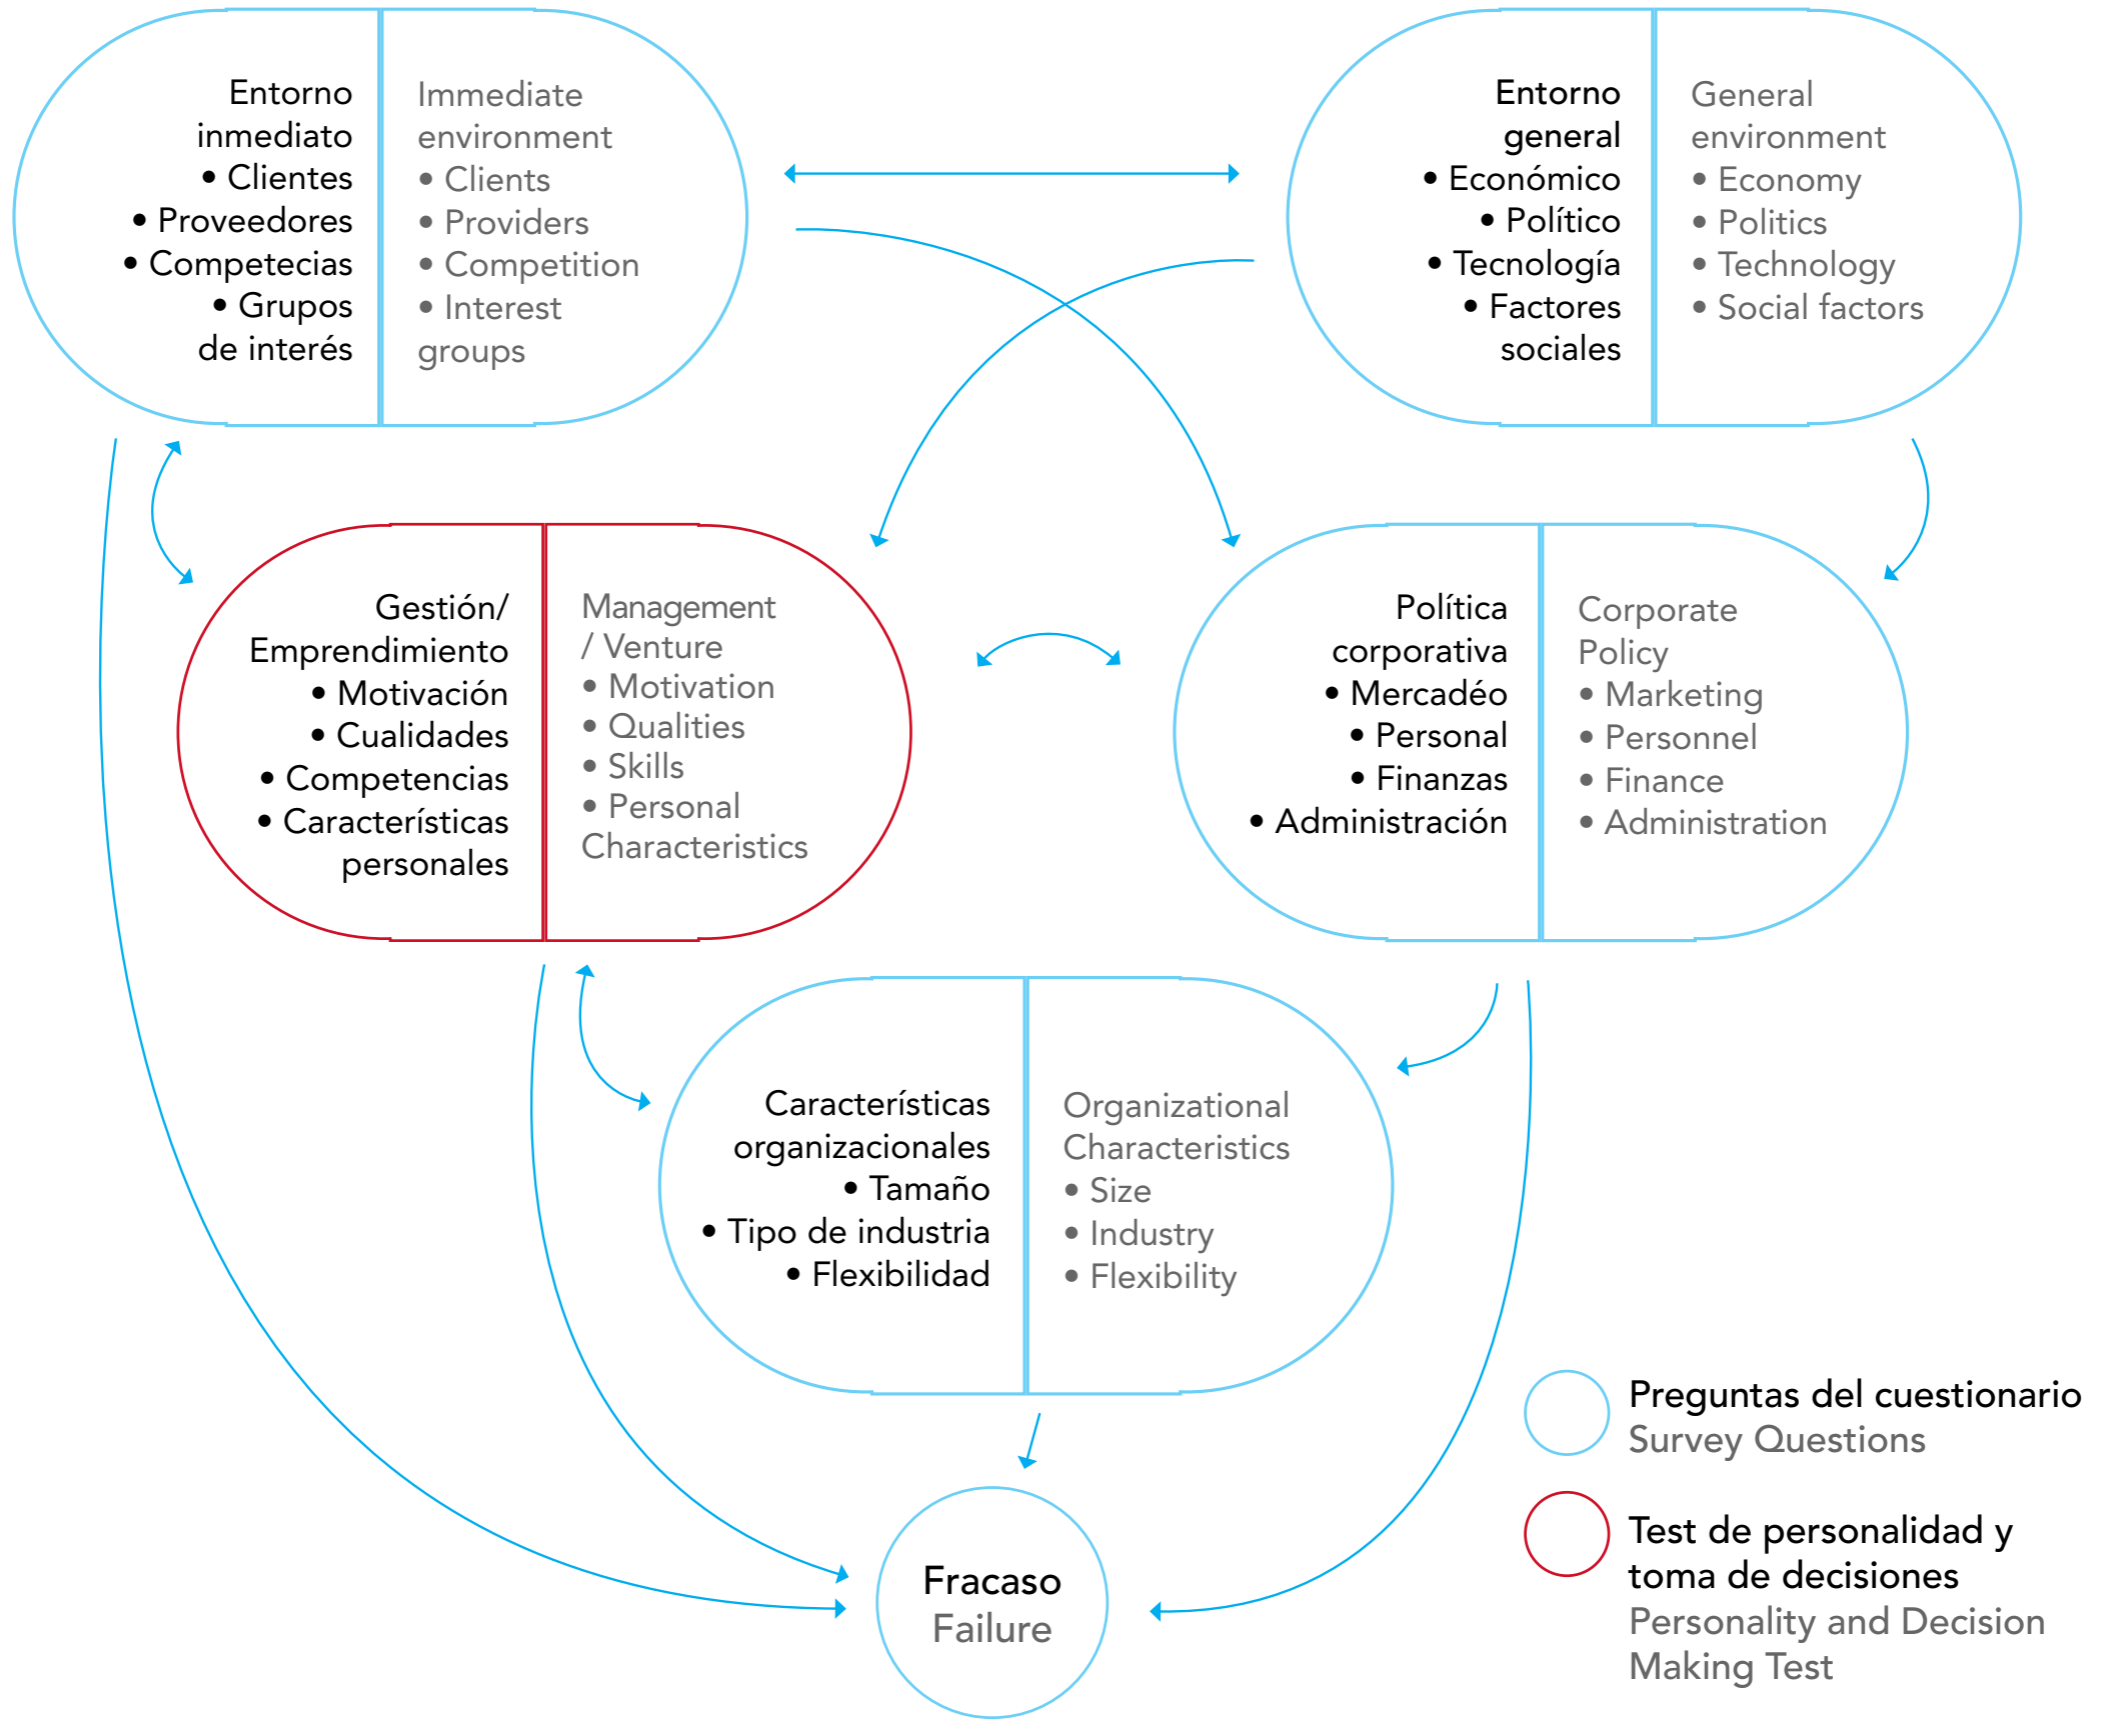 Entorno
inmediato
• Clientes
• Proveedores
• Competecias
• Grupos
de interés
Immediate
environment
• Clients
• Providers
• Competition
• Interest
groups
Entorno
general
• Económico
• Político
• Tecnología
• Factores
sociales
General
environment
• Economy
• Politics
• Technology
• Social factors
Gestión/
Emprendimiento
• Motivación
• Cualidades
• Competencias
• Características
personales
Management
/ Venture
• Motivation
• Qualities
• Skills
• Personal
Characteristics
Política
corporativa
• Mercadéo
• Personal
• Finanzas
• Administración
Corporate
Policy
• Marketing
• Personnel
• Finance
• Administration
Características
organizacionales
• Tamaño
• Tipo de industria
• Flexibilidad
Organizational
Characteristics
• Size
• Industry
• Flexibility
Fracaso
Failure
Preguntas del cuestionario
Survey Questions
Test de personalidad y
toma de decisiones
Personality and Decision
Making Test